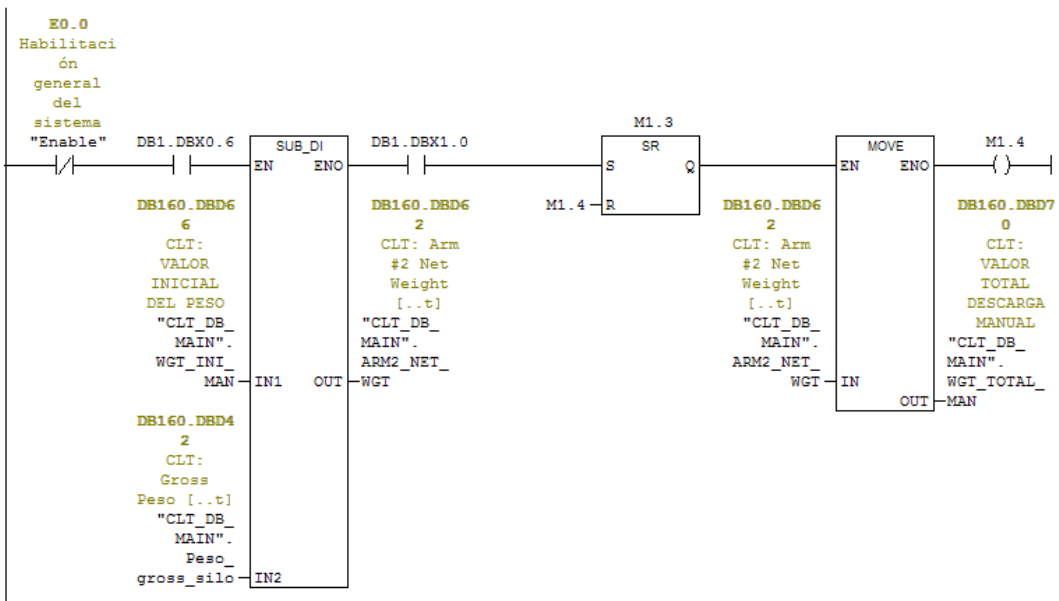 E0.0
Habilitaci
ón
general
del
sistema
"Enable"
DB1.DBX0.6
SUB_DI
EN ENO
DB160.DBD6
6
CLT:
VALOR
INICIAL
DEL PESO
"CLT_DB_
MAIN".
WGT_INI_
MAN
IN1 OUT
DB160.DBD4
2
CLT:
Gross
Peso [..t]
"CLT_DB_
MAIN".
Peso_
gross_silo
IN2
DB1.DBX1.0
DB160.DBD6
2
CLT: Arm
#2 Net
Weight
[..t]
"CLT_DB_
MAIN".
ARM2_NET_
WGT
M1.3
SR
S Q
M1.4
R
DB160.DBD6
2
CLT: Arm
#2 Net
Weight
[..t]
"CLT_DB_
MAIN".
ARM2_NET_
WGT
MOVE
EN ENO
IN
OUT
M1.4
DB160.DBD7
0
CLT:
VALOR
TOTAL
DESCARGA
MANUAL
"CLT_DB_
MAIN".
WGT_TOTAL_
MAN